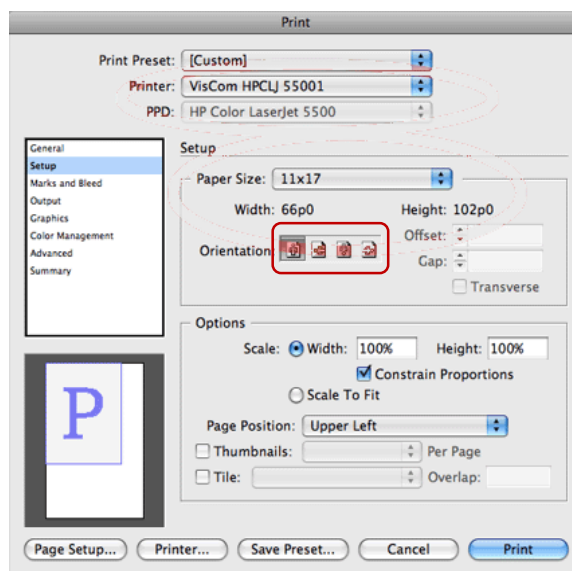 Print
Print Preset: [Custom]
Printer: VisCom HPCLJ 55001
PPD: HP Color LaserJet 5500
General
Setup
Marks and Bleed
Output
Graphics
Color Management
Advanced
Summary
Setup
Paper Size: 11x17
Width: 66p0 Height: 102p0
Orientation
Offset:
Gap:
Transverse
Options
Scale: Width: 100% Height: 100%
Constrain Proportions
Scale To Fit
Page Position: Upper Left
Thumbnails: Per Page
Tile: Overlap:
P
Page Setup... Printer... Save Preset... Cancel Print